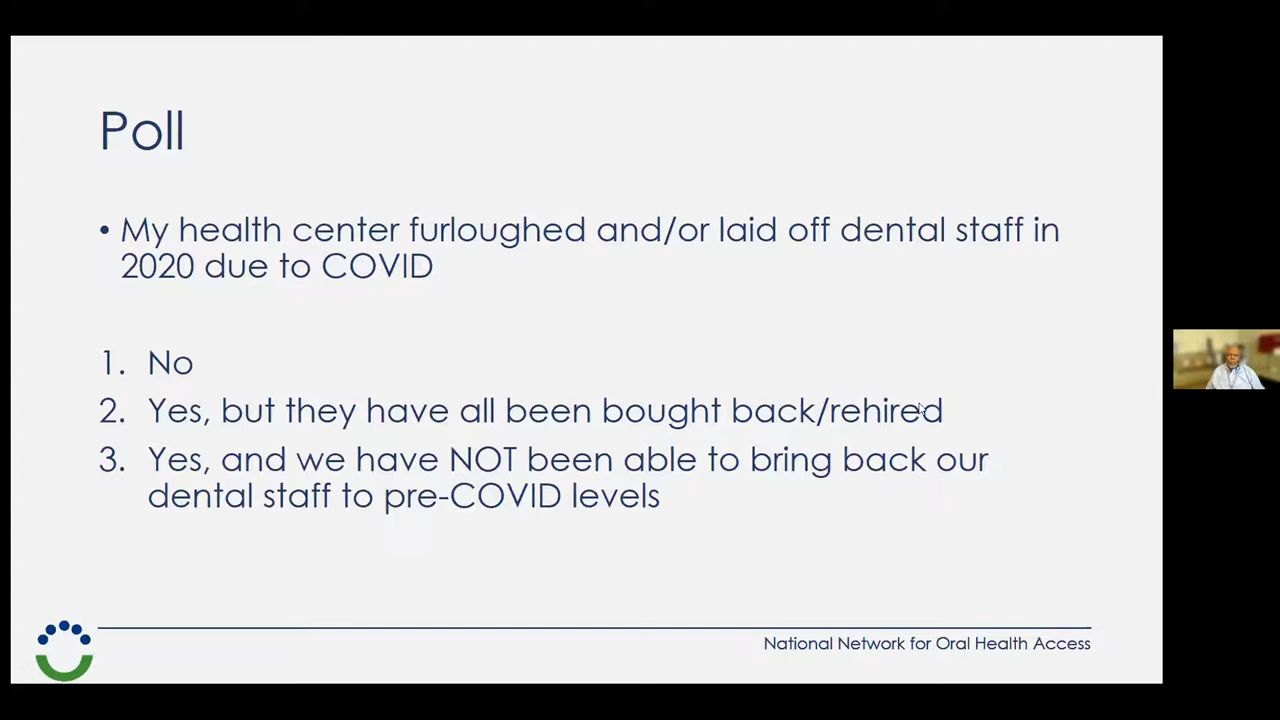 Poll
• My health center furloughed and/or laid off dental staff in
2020 due to COVID
1. No
2. Yes, but they have all been bought back/rehired
3. Yes, and we have NOT been able to bring back our
dental staff to pre-COVID levels
National Network for Oral Health Access